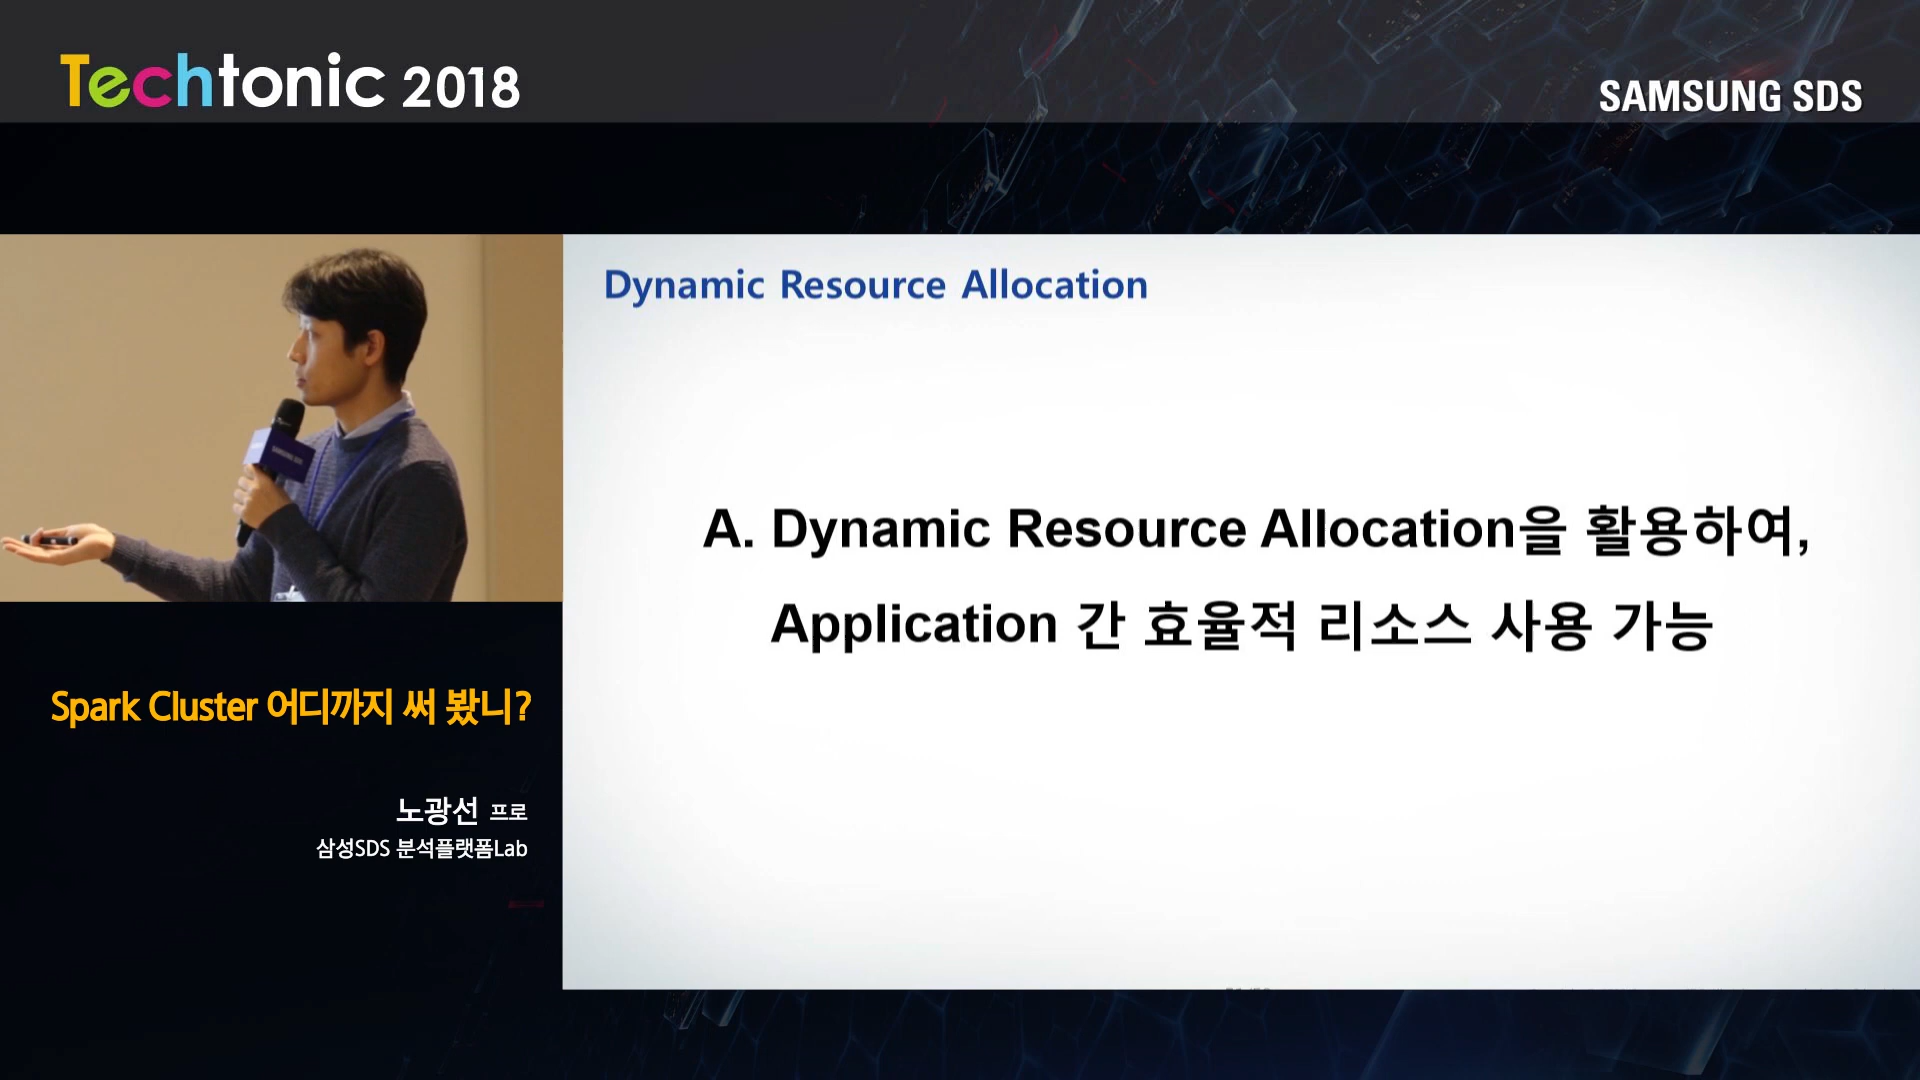 Techtonic 2018
SAMSUNG SDS
Dynamic Resource Allocation
A. Dynamic Resource Allocation을 활용하여,
Application 간 효율적 리소스 사용 가능
SAMSUNG SDS
Spark Cluster 어디까지 써 봤니?
노광선 프로
삼성SDS 분석플랫폼Lab